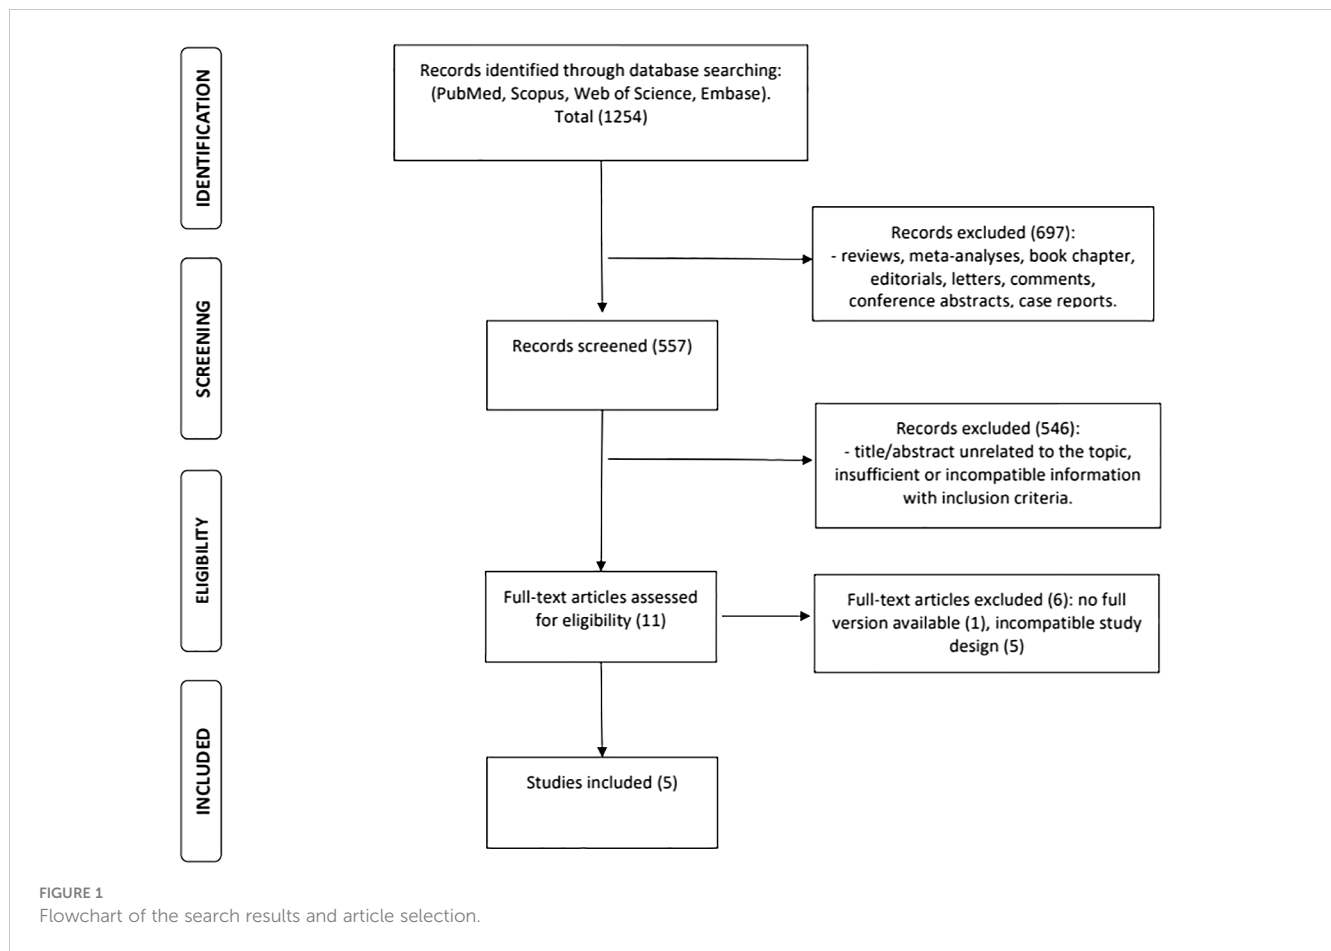 IDENTIFICATION
Records identified through database searching:
(PubMed, Scopus, Web of Science, Embase).
Total (1254)
Records excluded (697):
- reviews, meta-analyses, book chapter,
editorials, letters, comments,
conference abstracts, case reports.
SCREENING
Records screened (557)
Records excluded (546):
- title/abstract unrelated to the topic,
insufficient or incompatible information
with inclusion criteria.
ELIGIBILITY
Full-text articles assessed
for eligibility (11)
Full-text articles excluded (6): no full
version available (1), incompatible study
design (5)
INCLUDED
Studies included (5)
FIGURE 1
Flowchart of the search results and article selection.